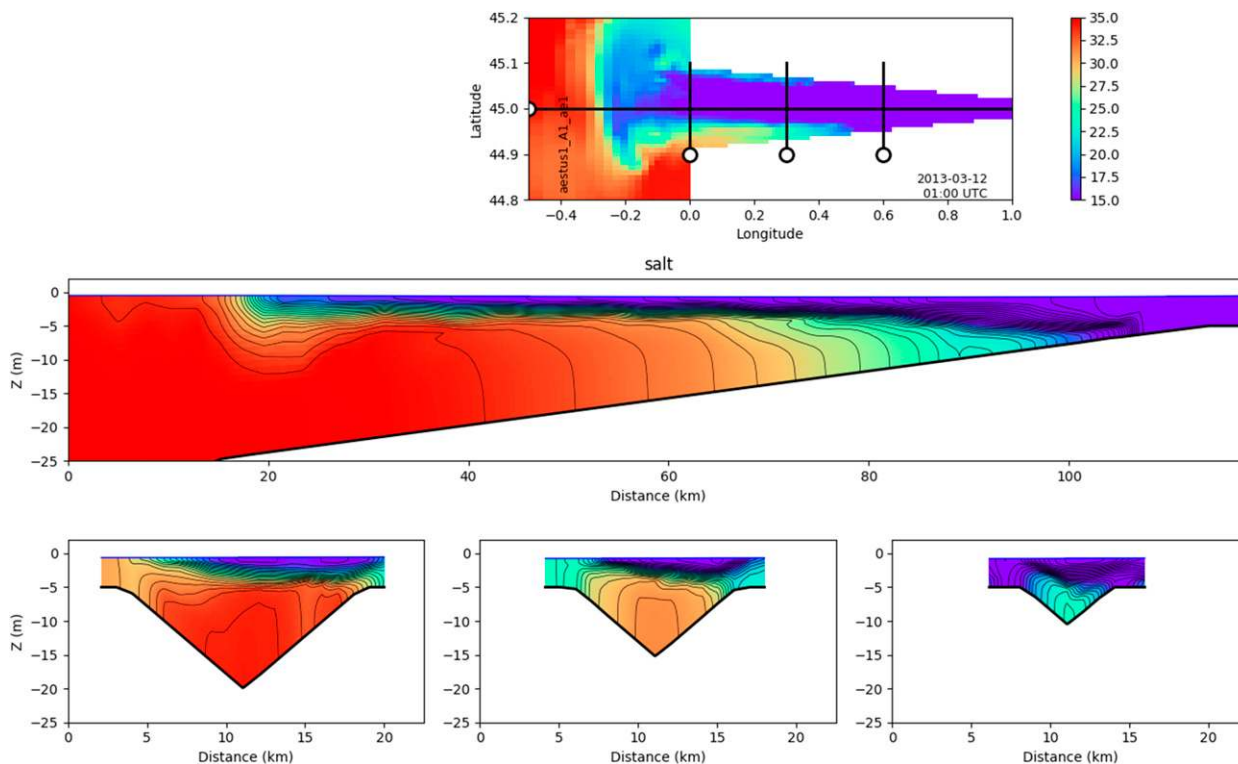 45.2
45.1
45.0
44.9
44.8
Latitude
aestus1_A1_ae1
2013-03-12
01:00 UTC
−0.4 −0.2 0.0 0.2 0.4 0.6 0.8 1.0
Longitude
35.0
32.5
30.0
27.5
25.0
22.5
20.0
17.5
15.0
salt
0
−5
−10
−15
−20
−25
Z (m)
0 20 40 60 80 100
Distance (km)
0
−5
−10
−15
−20
−25
Z (m)
0 5 10 15 20
Distance (km)
0
−5
−10
−15
−20
−25
0 5 10 15 20
Distance (km)
0
−5
−10
−15
−20
−25
0 5 10 15 20
Distance (km)